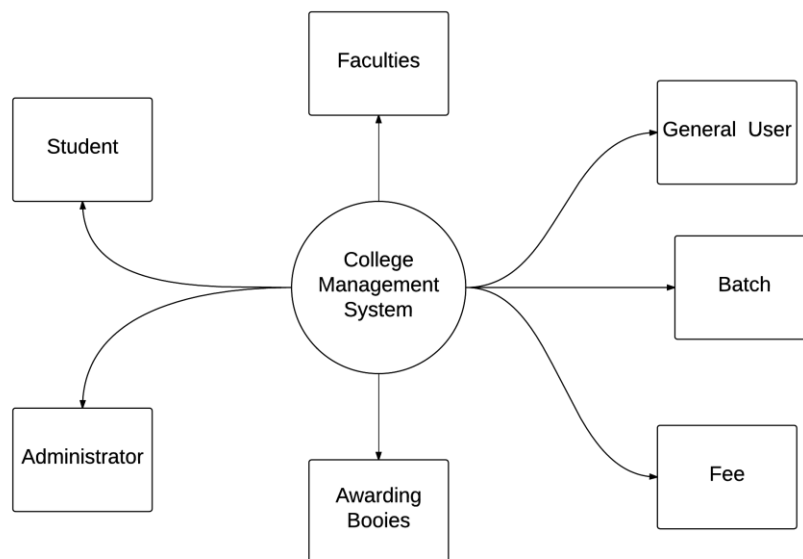 Faculties
General User
Student
College
Management
System
Batch
Administrator
Fee
Awarding
Booies